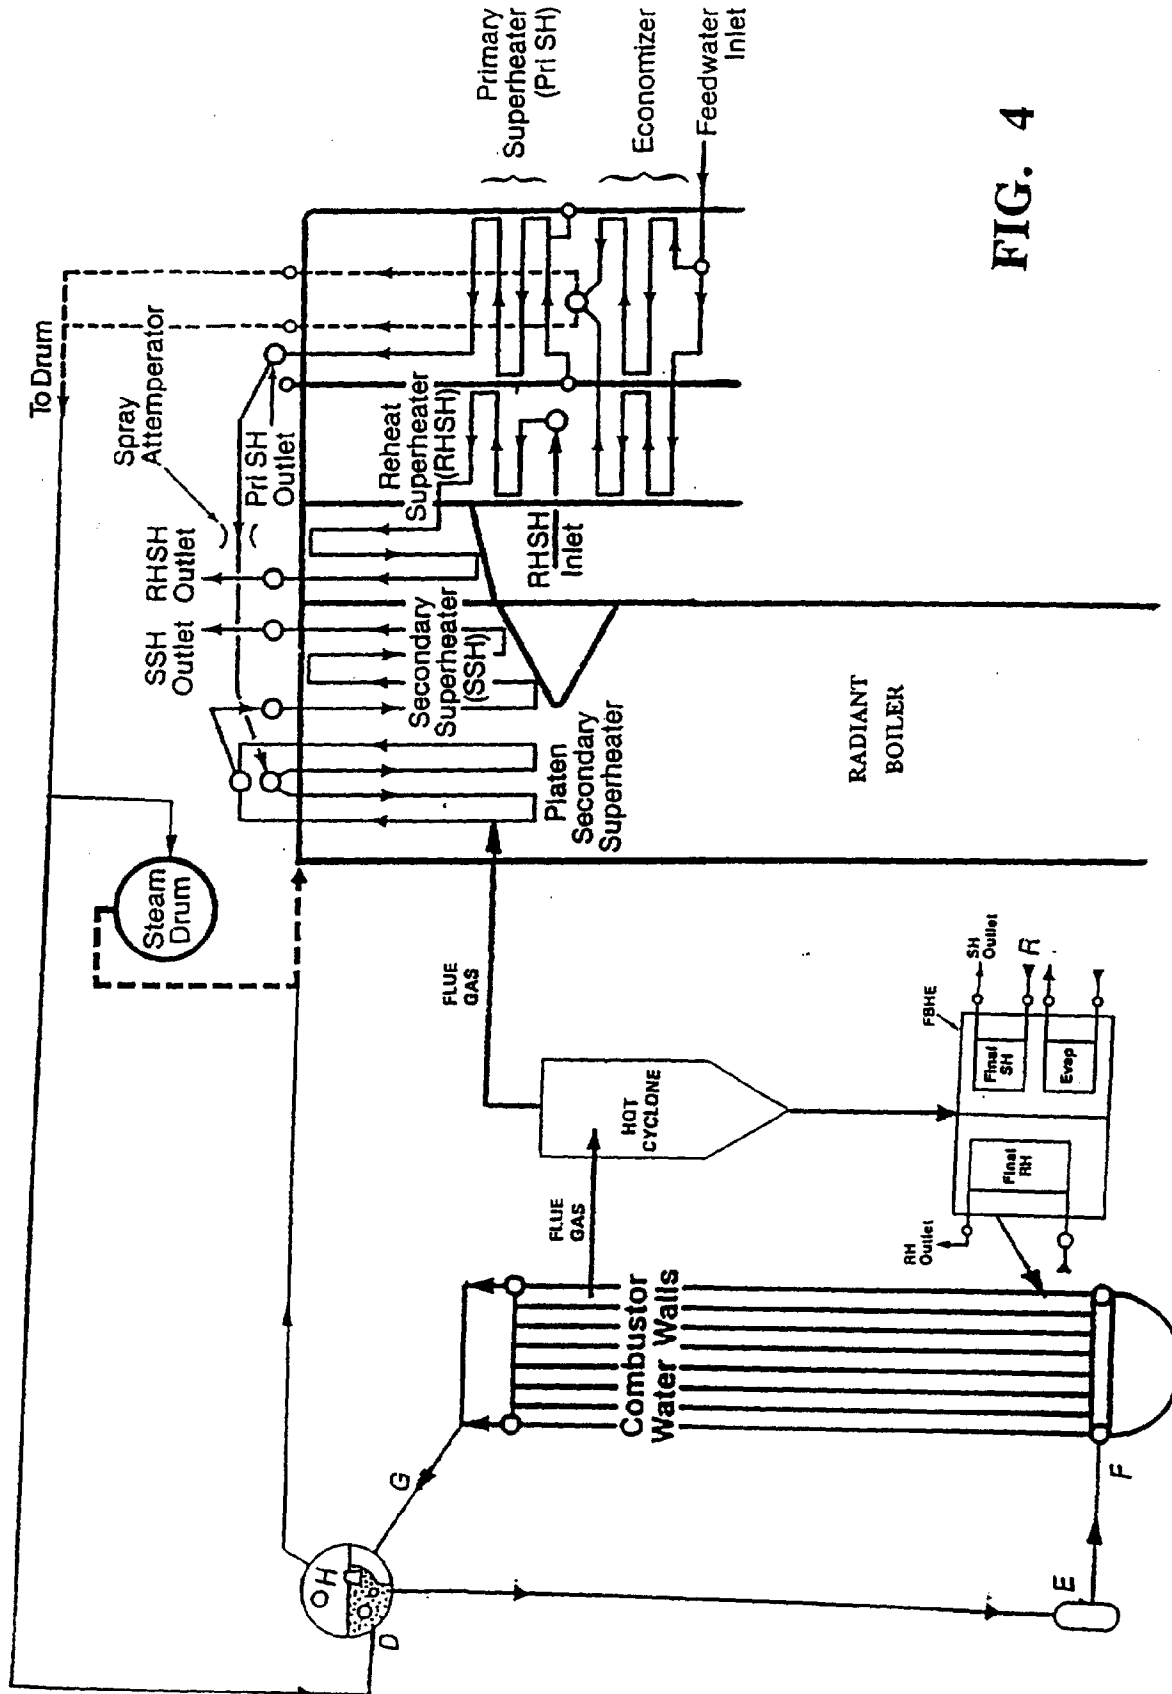 To Drum
Spray
Attemperator
Pri SH
Outlet
RHSH
Outlet
SSH
Outlet
Steam
Drum
Primary
Superheater
(Pri SH)
Economizer
Feedwater
Inlet
Reheat
Superheater
(RHSH)
RHSH
Inlet
Secondary
Superheater
(SSH)
Platen
Secondary
Superheater
RADIANT
BOILER
FLUE
GAS
HOT
CYCLONE
FLUE
GAS
FBHE
SH
Outlet
R
Final
SH
Evap
Final
RH
RH
Outlet
Combustor
Water Walls
G
H
D
E
F
FIG. 4